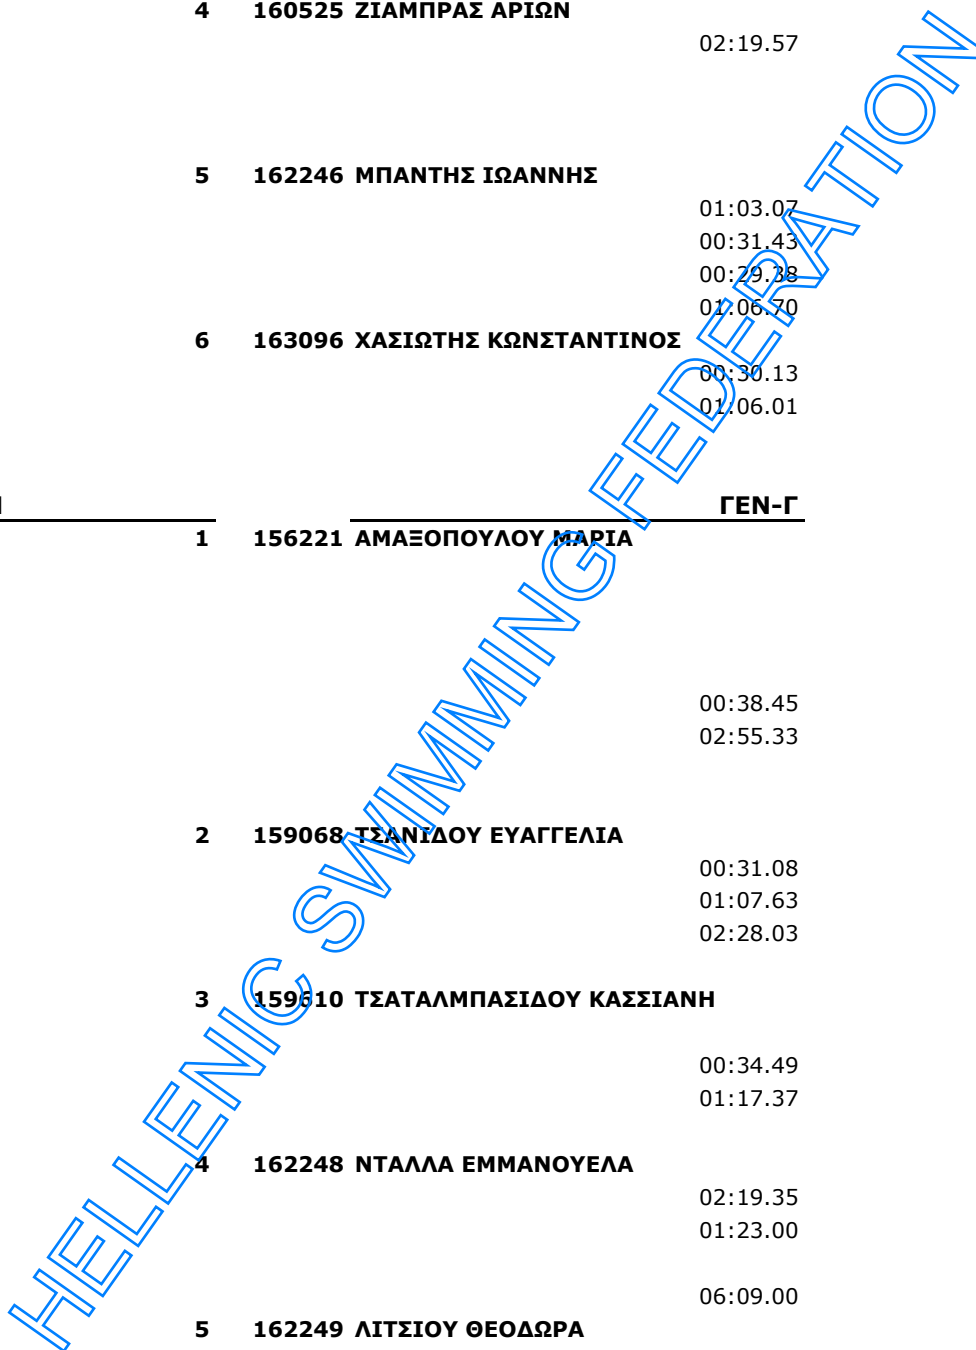 4 160525 ΖΙΑΜΠΡΑΣ ΑΡΙΩΝ
02:19.57
5 162246 ΜΠΑΝΤΗΣ ΙΩΑΝΝΗΣ
01:03.07
00:31.43
00:29.38
01:06.70
6 163096 ΧΑΣΙΩΤΗΣ ΚΩΝΣΤΑΝΤΙΝΟΣ
00:30.13
01:06.01
ΓΕΝ-Γ
1 156221 ΑΜΑΞΟΠΟΥΛΟΥ ΜΑΡΙΑ
00:38.45
02:55.33
2 159068 ΤΣΑΝΙΔΟΥ ΕΥΑΓΓΕΛΙΑ
00:31.08
01:07.63
02:28.03
3 159610 ΤΣΑΤΑΛΜΠΑΣΙΔΟΥ ΚΑΣΣΙΑΝΗ
00:34.49
01:17.37
4 162248 ΝΤΑΛΛΑ ΕΜΜΑΝΟΥΕΛΑ
02:19.35
01:23.00
06:09.00
5 162249 ΛΙΤΣΙΟΥ ΘΕΟΔΩΡΑ
HELLENIC SWIMMING FEDERATION